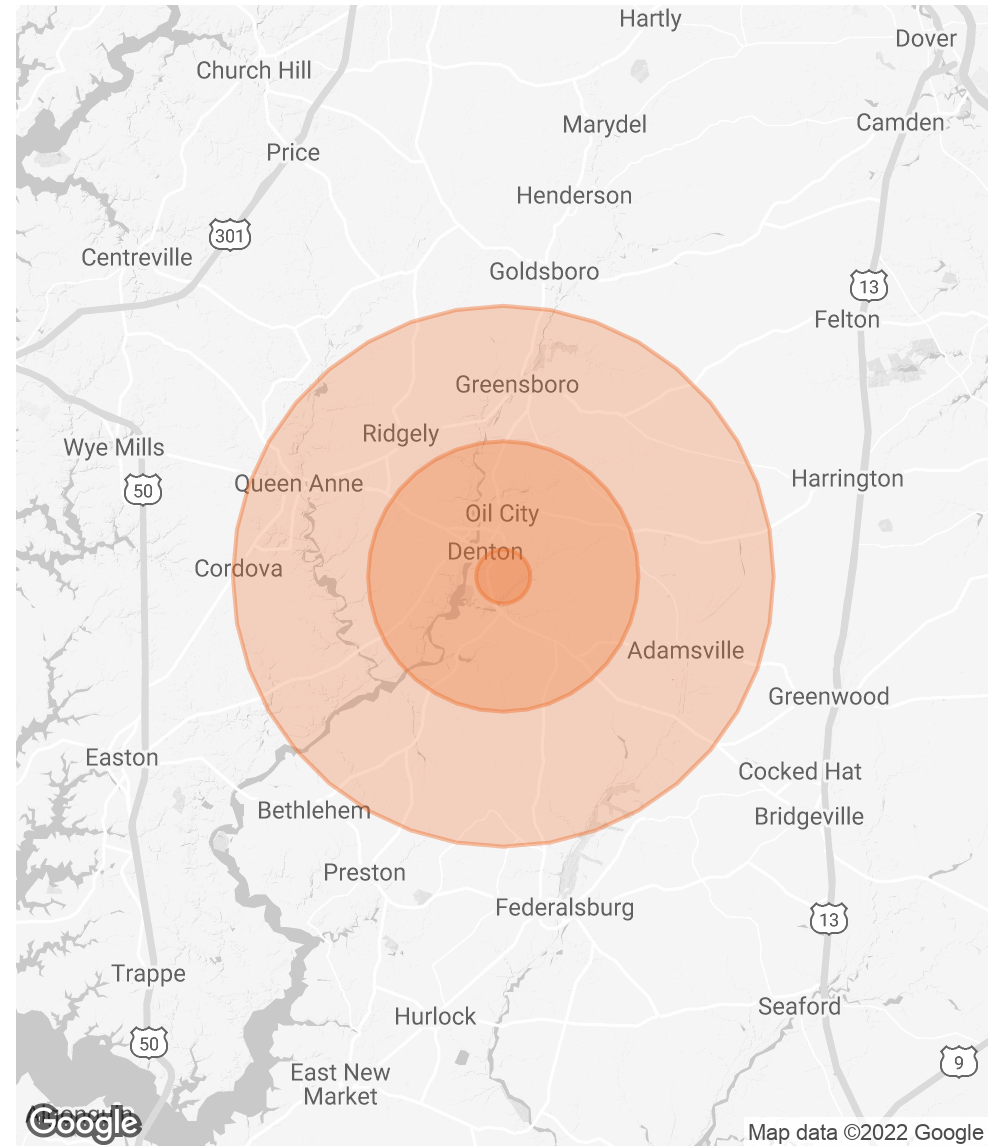 Hartly
Dover
Church Hill
Marydel
Camden
Price
Henderson
301
Centreville
Goldsboro
13
Felton
Greensboro
Ridgely
Wye Mills
Queen Anne
Harrington
50
Oil City
Denton
Cordova
Adamsville
Greenwood
Easton
Cocked Hat
Bethlehem
Bridgeville
Preston
Federalsburg
13
Trappe
Seaford
Hurlock
50
9
East New
Market
Google
Map data ©2022 Google